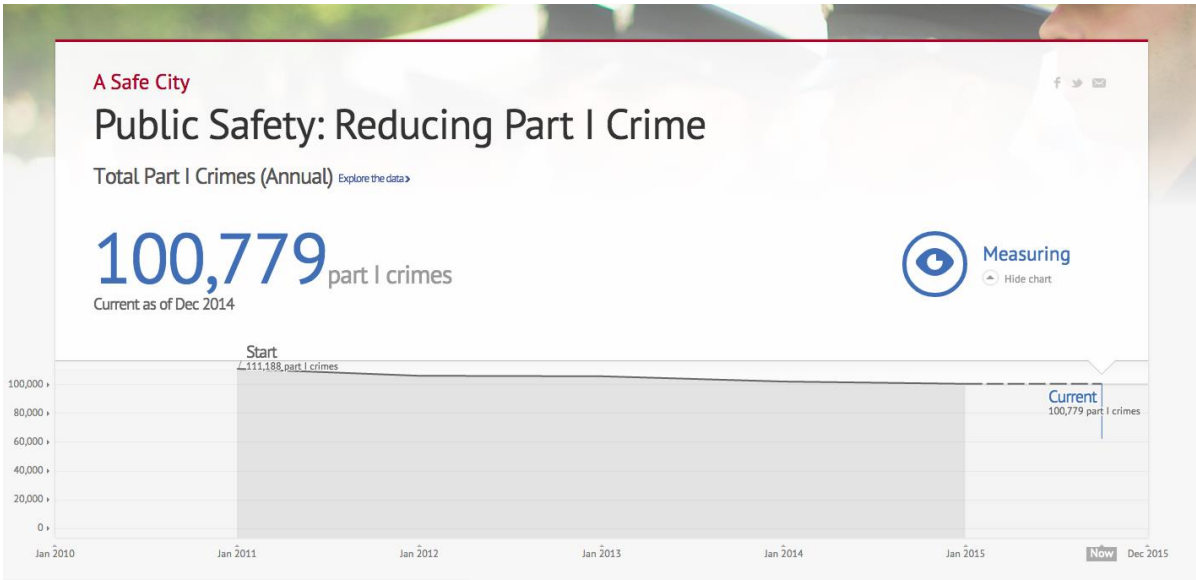 A Safe City
Public Safety: Reducing Part I Crime
Total Part I Crimes (Annual) Explore the data
100,779 part I crimes
Current as of Dec 2014
Measuring
Hide chart
Start
111,188 part I crimes
100,000
80,000
60,000
40,000
20,000
0
Current
100,779 part I crimes
Jan 2010 Jan 2011 Jan 2012 Jan 2013 Jan 2014 Jan 2015 Now Dec 2015